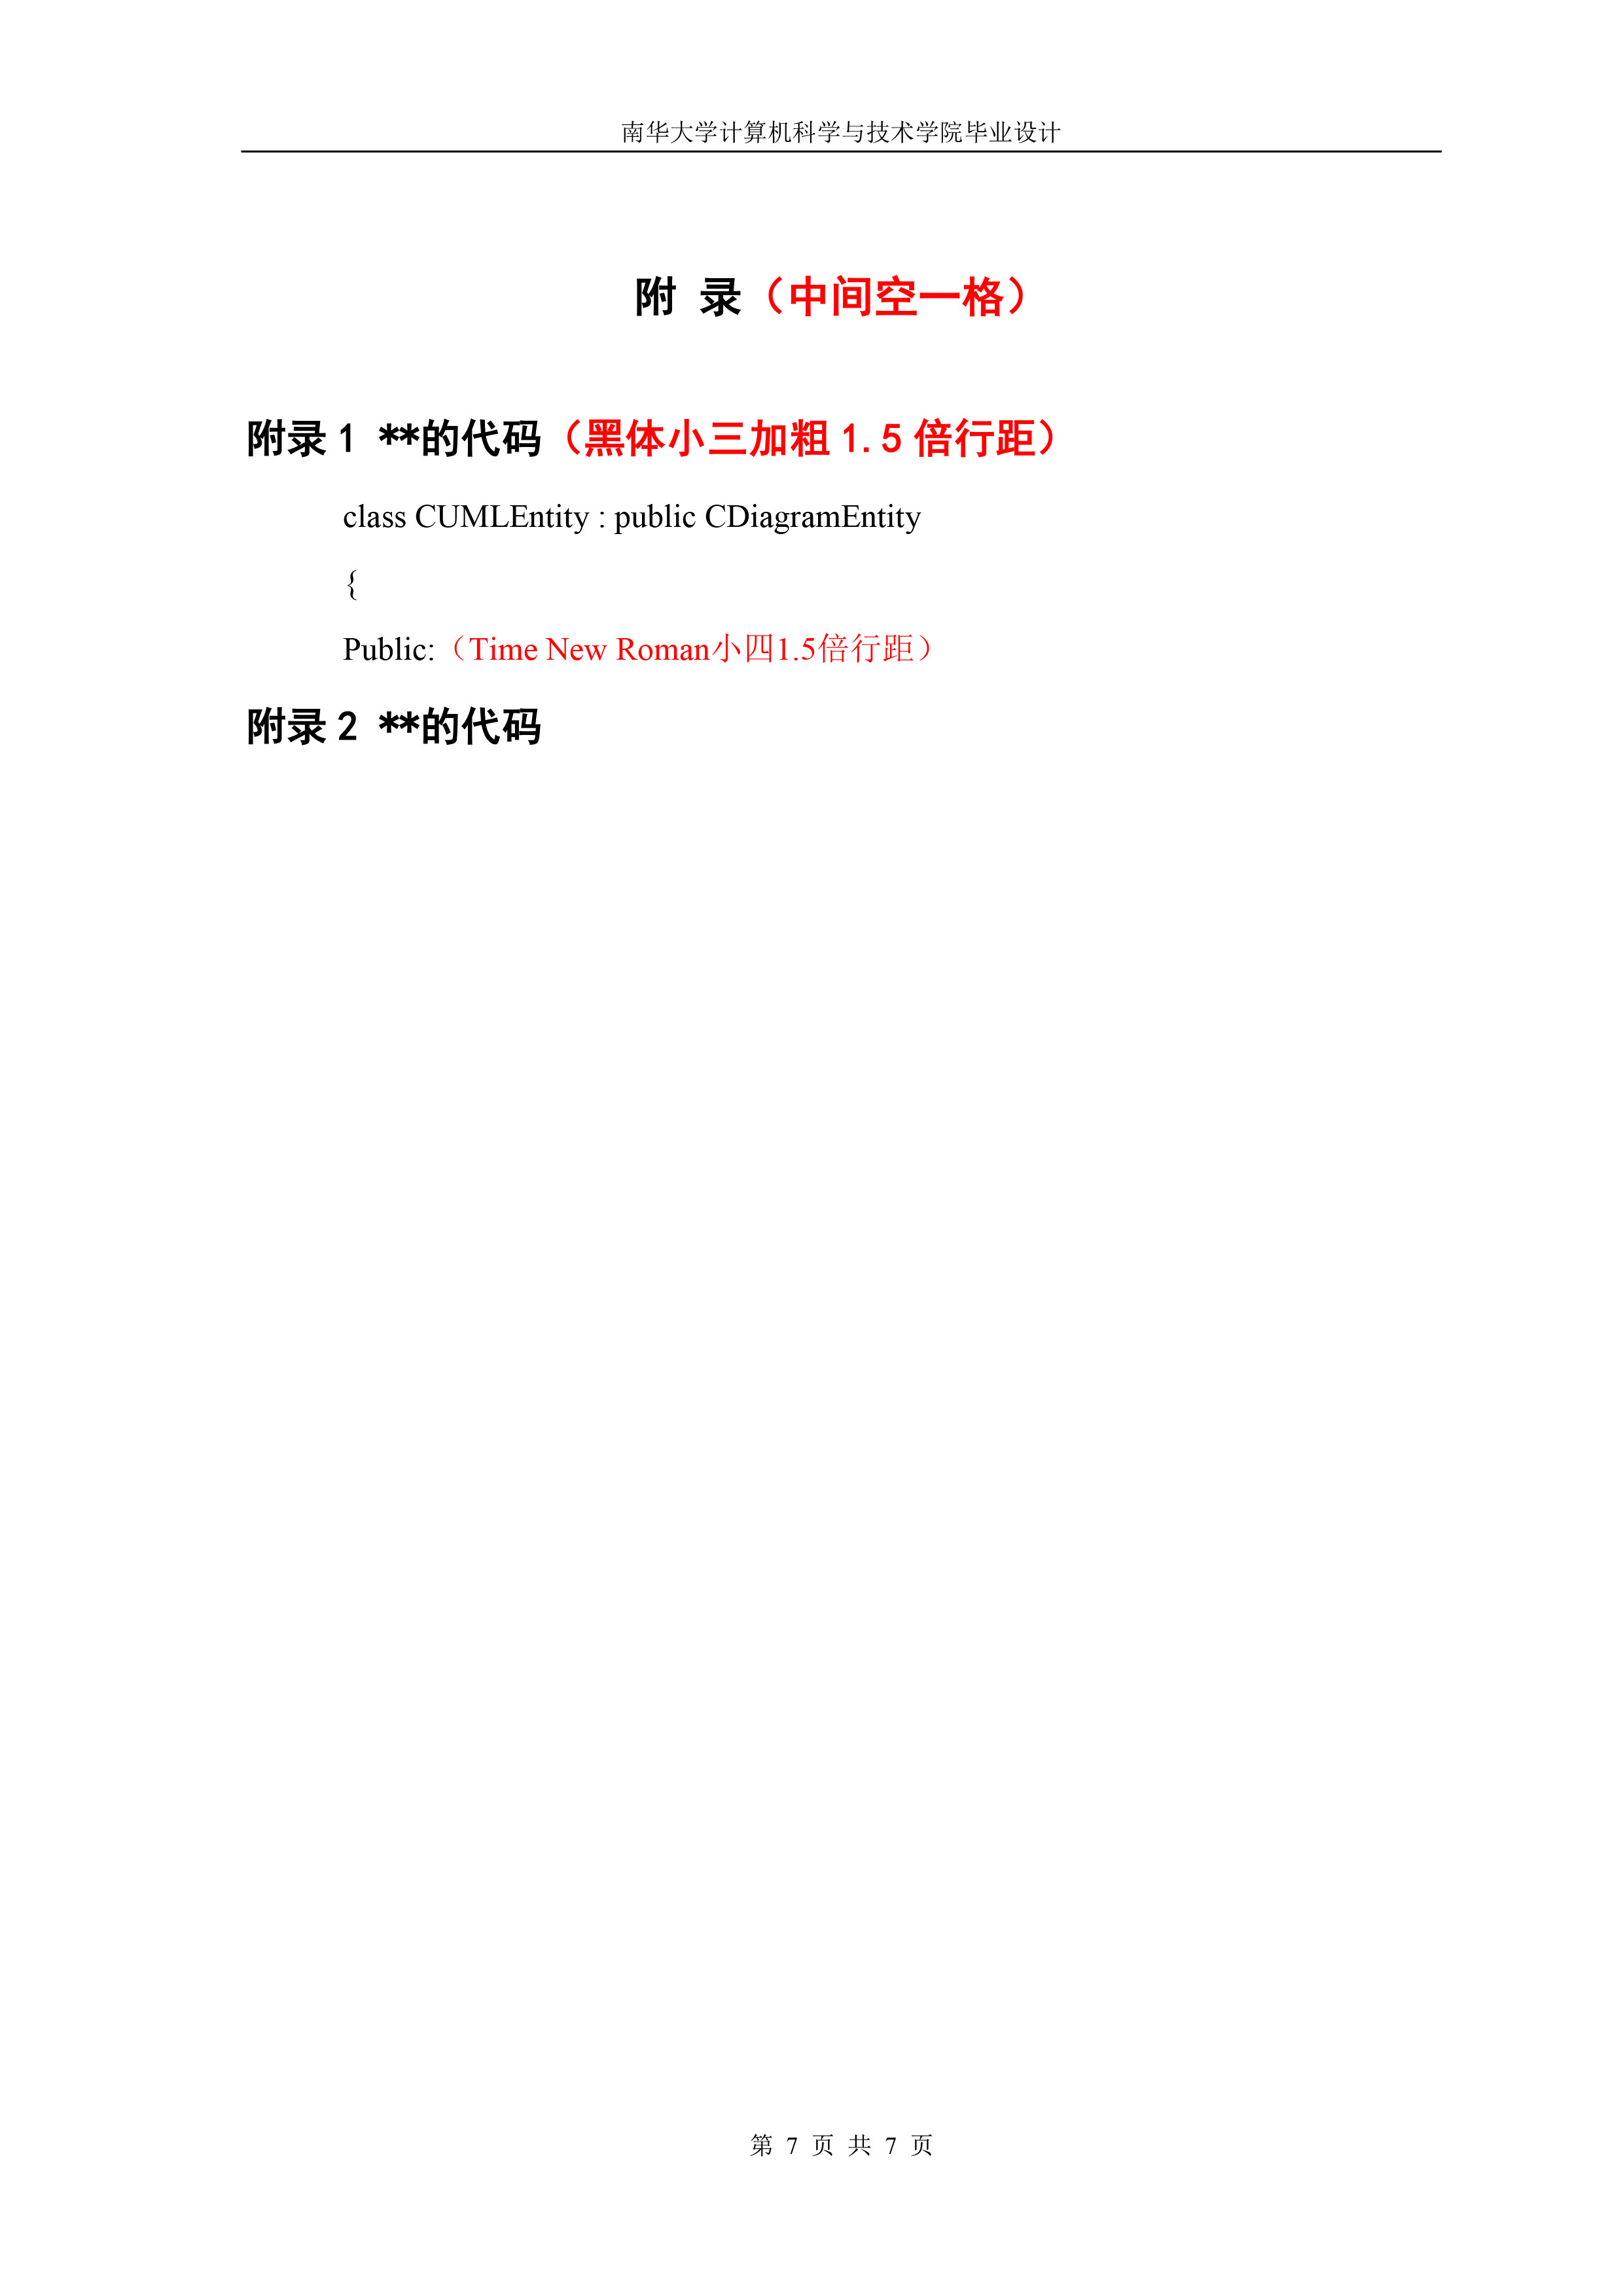 南华大学计算机科学与技术学院毕业设计
附 录（中间空一格）
附录1 **的代码（黑体小三加粗1.5倍行距）
class CUMLEntity : public CDiagramEntity
{
Public:（Time New Roman小四1.5倍行距）
附录2 **的代码
第 7 页 共 7 页